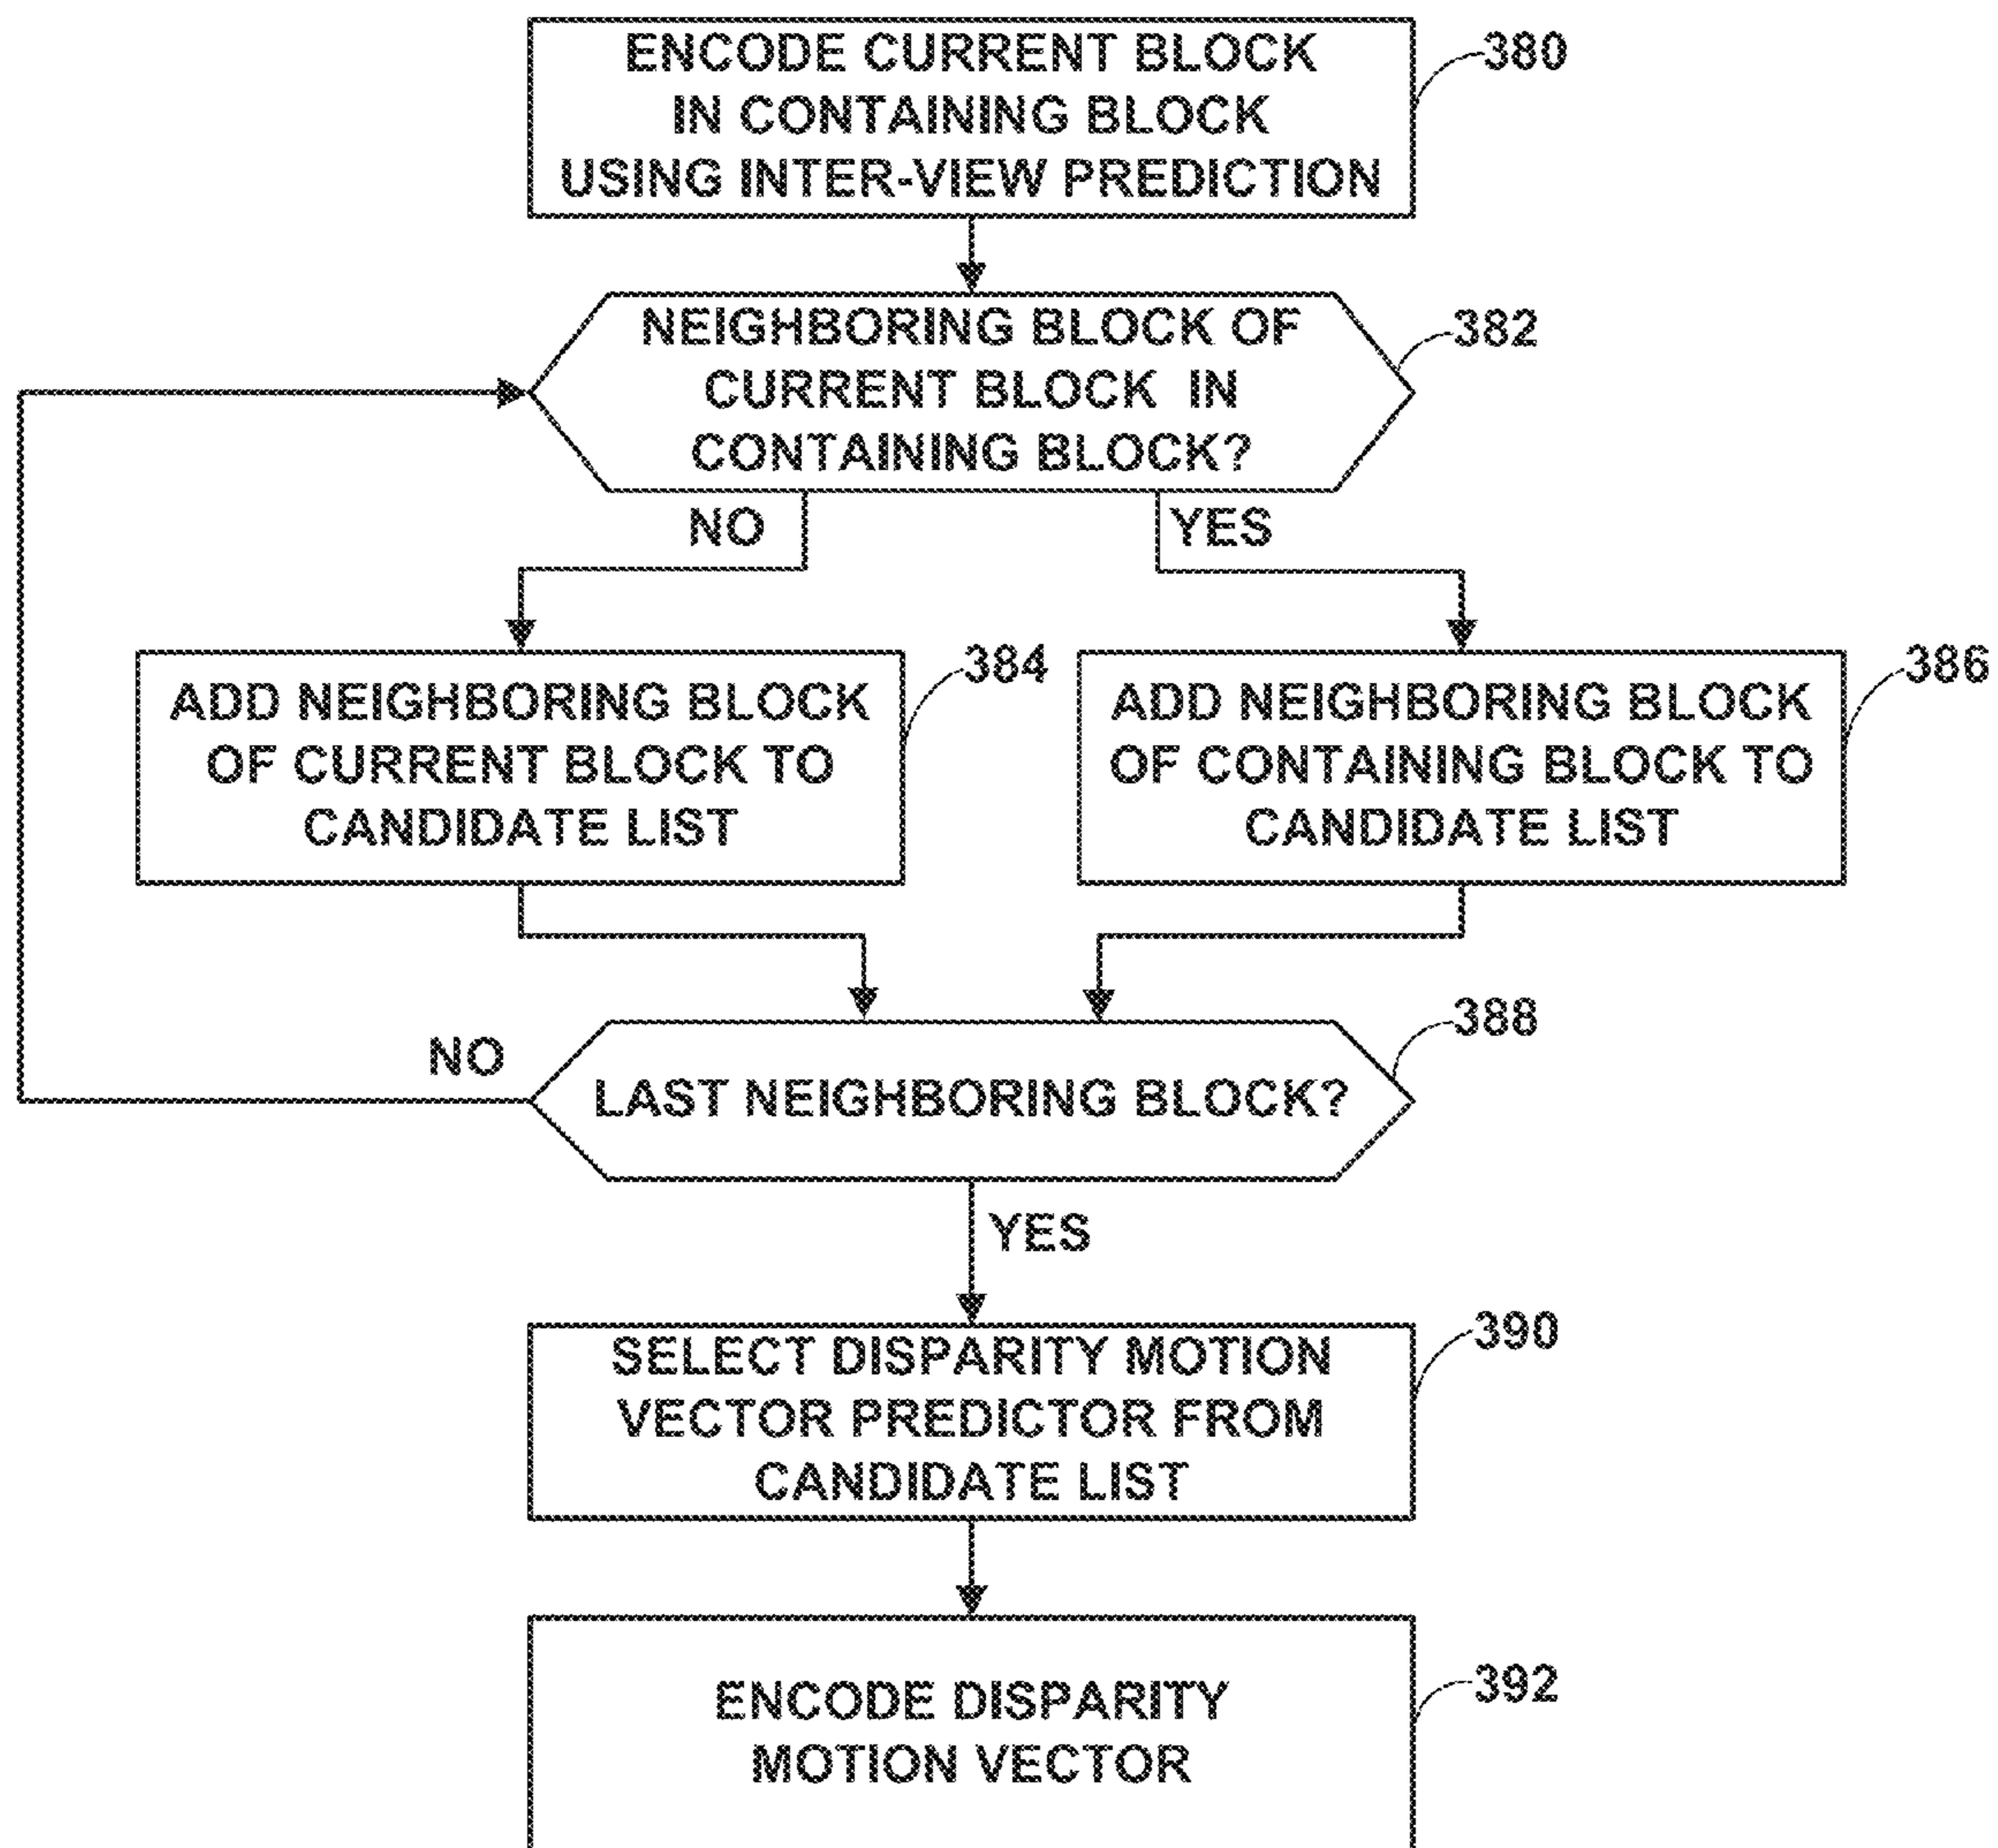 ENCODE CURRENT BLOCK
IN CONTAINING BLOCK
USING INTER-VIEW PREDICTION
380
NEIGHBORING BLOCK OF
CURRENT BLOCK IN
CONTAINING BLOCK?
382
NO
YES
ADD NEIGHBORING BLOCK
OF CURRENT BLOCK TO
CANDIDATE LIST
384
ADD NEIGHBORING BLOCK
OF CONTAINING BLOCK TO
CANDIDATE LIST
386
LAST NEIGHBORING BLOCK?
388
NO
YES
SELECT DISPARITY MOTION
VECTOR PREDICTOR FROM
CANDIDATE LIST
390
ENCODE DISPARITY
MOTION VECTOR
392